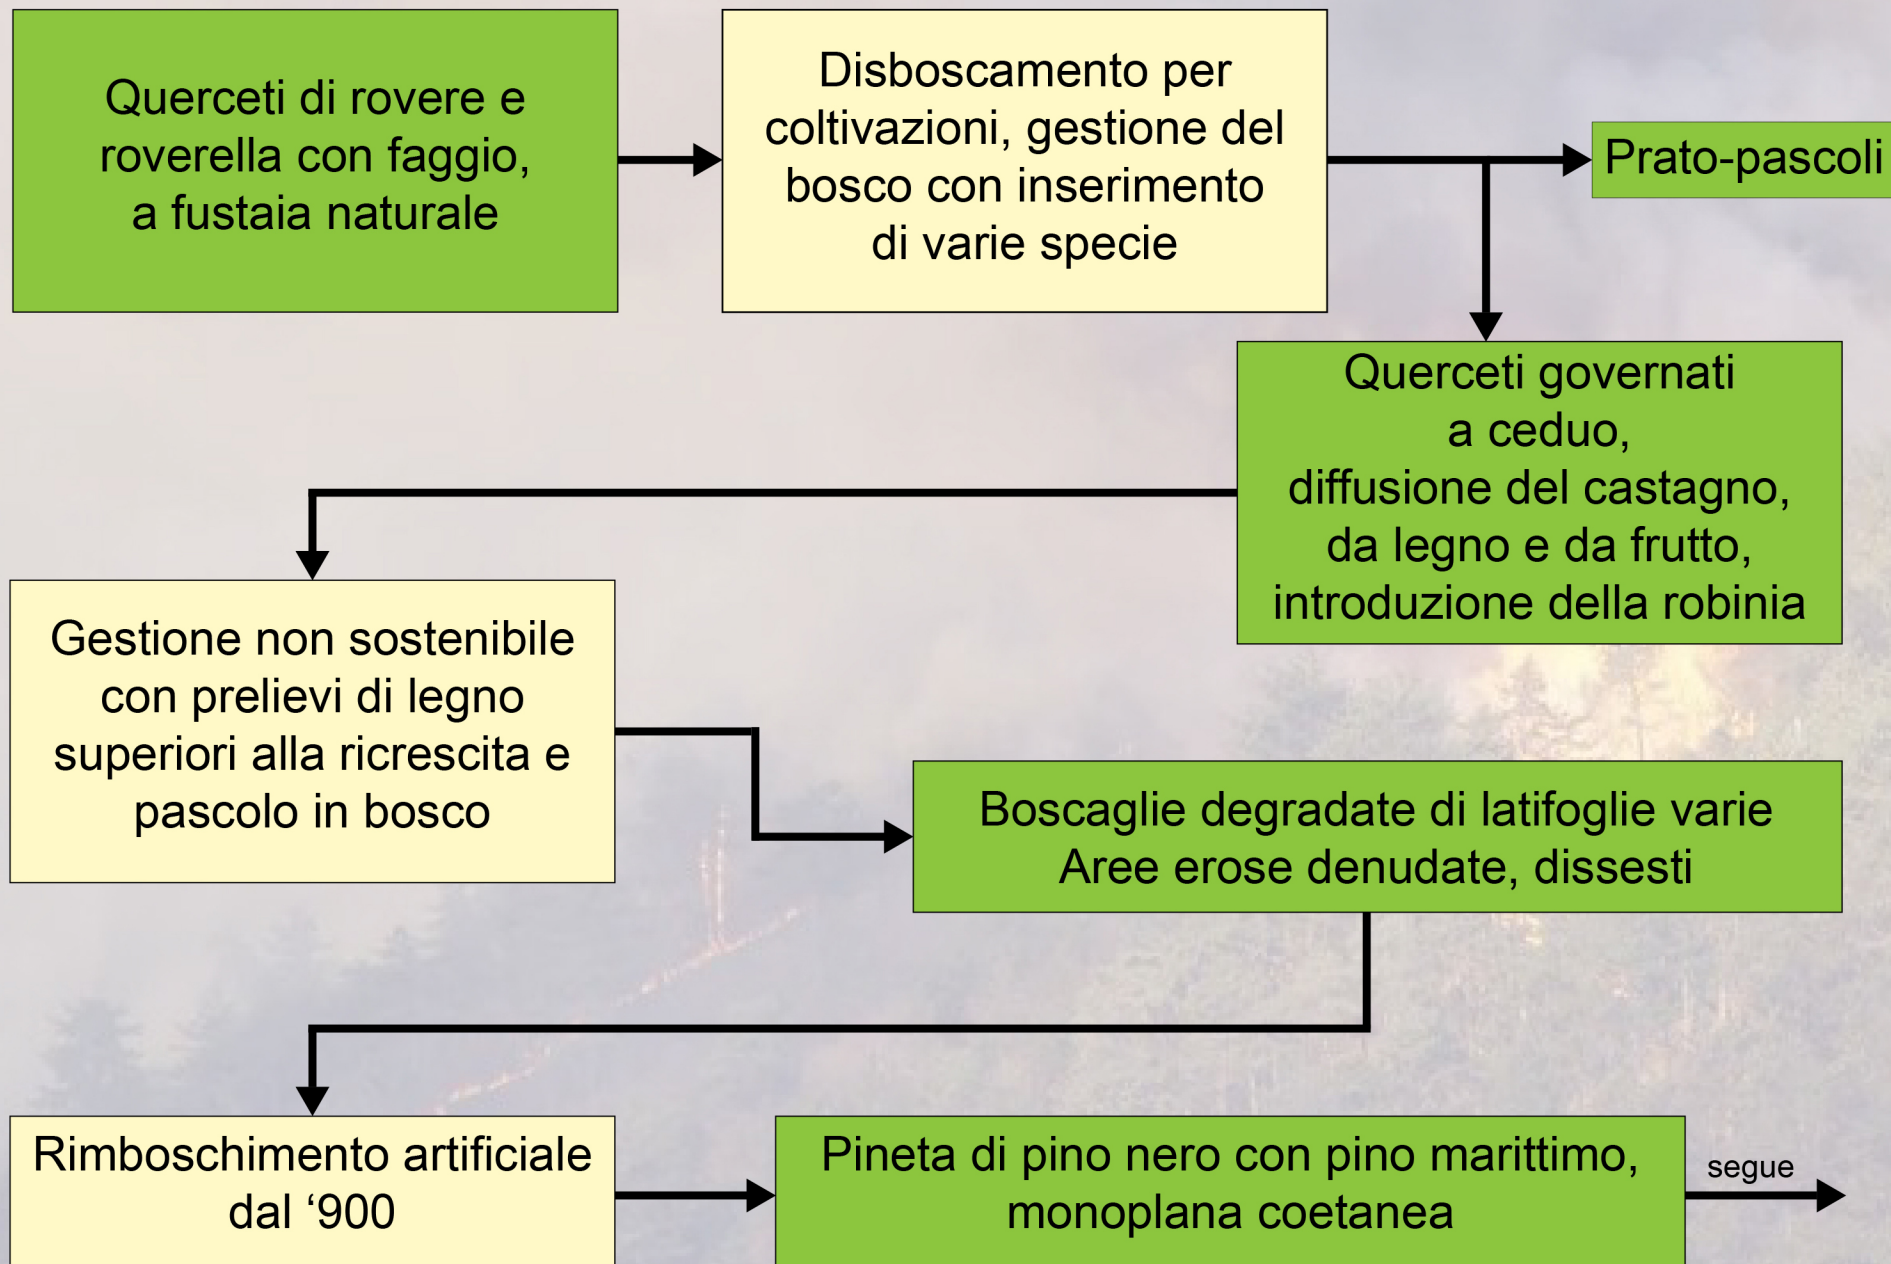 Querceti di rovere e
roverella con faggio,
a fustaia naturale
Disboscamento per
coltivazioni, gestione del
bosco con inserimento
di varie specie
Prato-pascoli
Querceti governati
a ceduo,
diffusione del castagno,
da legno e da frutto,
introduzione della robinia
Gestione non sostenibile
con prelievi di legno
superiori alla ricrescita e
pascolo in bosco
Boscaglie degradate di latifoglie varie
Aree erose denudate, dissesti
Rimboschimento artificiale
dal ‘900
Pineta di pino nero con pino marittimo,
monoplana coetanea
segue